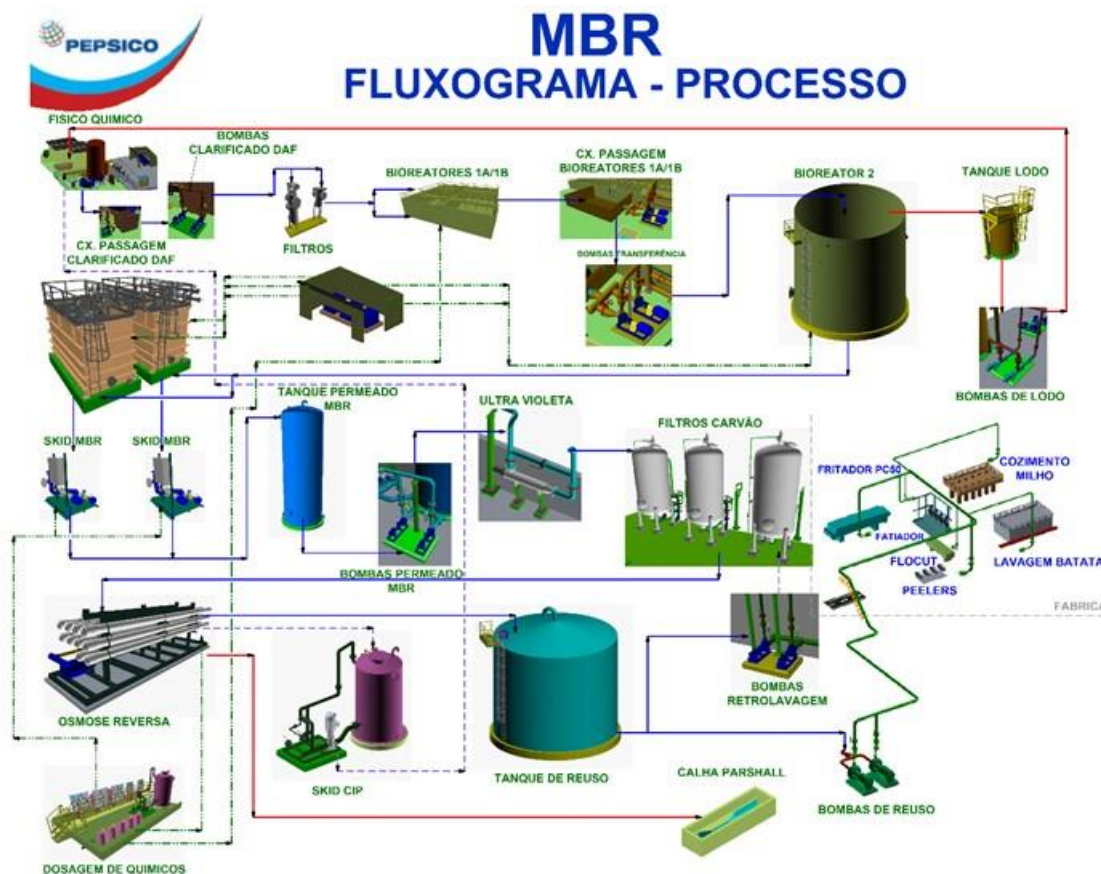 PEPSICO
MBR
FLUXOGRAMA - PROCESSO
FISICO QUIMICO
BOMBAS
CLARIFICADO DAF
CX. PASSAGEM
CLARIFICADO DAF
FILTROS
BIOREATORES 1A/1B
CX. PASSAGEM
BIOREATORES 1A/1B
BOMBAS TRANSFERÊNCIA
BIOREATOR 2
TANQUE LODO
BOMBAS DE LODO
SKID MBR
SKID MBR
TANQUE PERMEADO
MBR
BOMBAS PERMEADO
MBR
ULTRA VIOLETA
FILTROS CARVÃO
FRITADOR PC50
COZIMENTO
MILHO
FATIADOR
FLOCUT
PEELERS
LAVAGEM BATATA
FABRICA
OSMOSE REVERSA
SKID CIP
TANQUE DE REUSO
BOMBAS
RETROLAVAGEM
BOMBAS DE REUSO
CALHA PARSHALL
DOSAGEM DE QUIMICOS